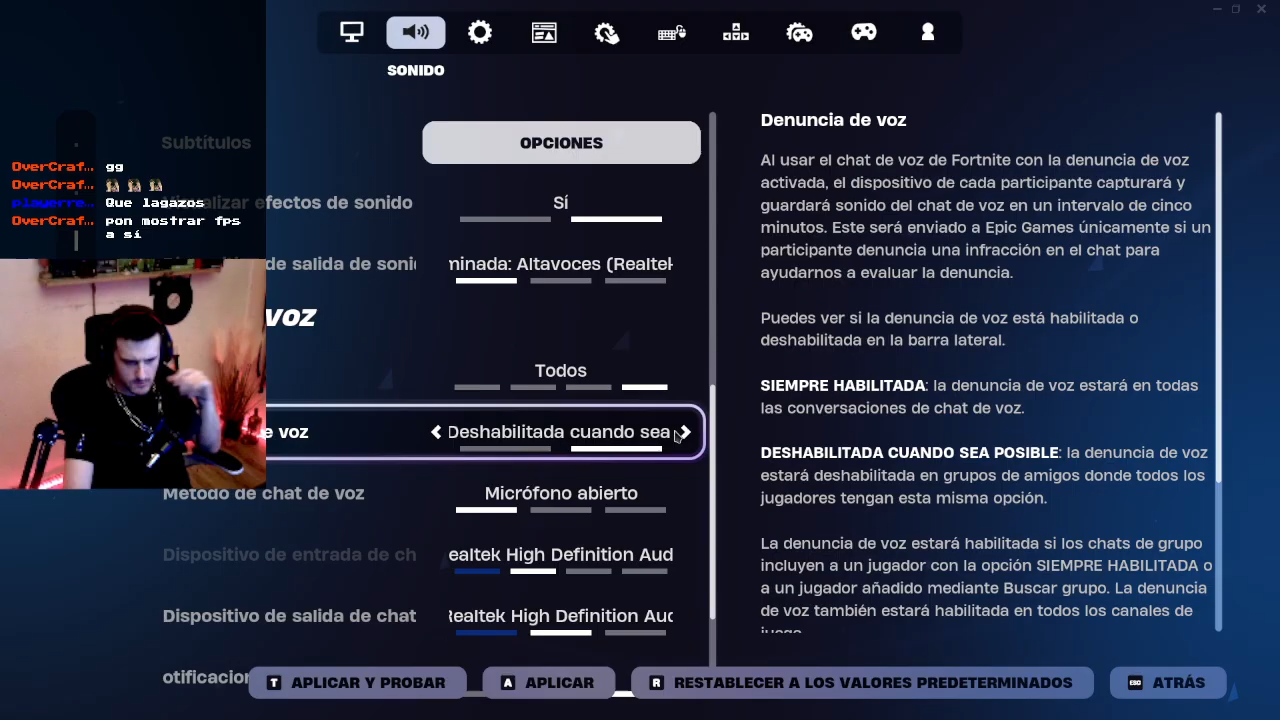 SONIDO
Subtítulos
OPCIONES
efectos de sonido
Sí
de salida de soni
minada: Altavoces (Realtek
voz
Todos
e voz
Deshabilitada cuando sea
Método de chat de voz
Micrófono abierto
Dispositivo de entrada de ch
ealtek High Definition Aud
Dispositivo de salida de chat
Realtek High Definition Aud
otificacion
OverCraf... gg
OverCraf...
playerre... Que lagazos
OverCraf... pon mostrar fps
a sí
Denuncia de voz
Al usar el chat de voz de Fortnite con la denuncia de voz
activada, el dispositivo de cada participante capturará y
guardará sonido del chat de voz en un intervalo de cinco
minutos. Este será enviado a Epic Games únicamente si un
participante denuncia una infracción en el chat para
ayudarnos a evaluar la denuncia.
Puedes ver si la denuncia de voz está habilitada o
deshabilitada en la barra lateral.
SIEMPRE HABILITADA: la denuncia de voz estará en todas
las conversaciones de chat de voz.
DESHABILITADA CUANDO SEA POSIBLE: la denuncia de voz
estará deshabilitada en grupos de amigos donde todos los
jugadores tengan esta misma opción.
La denuncia de voz estará habilitada si los chats de grupo
incluyen a un jugador con la opción SIEMPRE HABILITADA o
a un jugador añadido mediante Buscar grupo. La denuncia
de voz también estará habilitada en todos los canales de
juego.
T APLICAR Y PROBAR
A APLICAR
R RESTABLECER A LOS VALORES PREDETERMINADOS
ESC ATRÁS